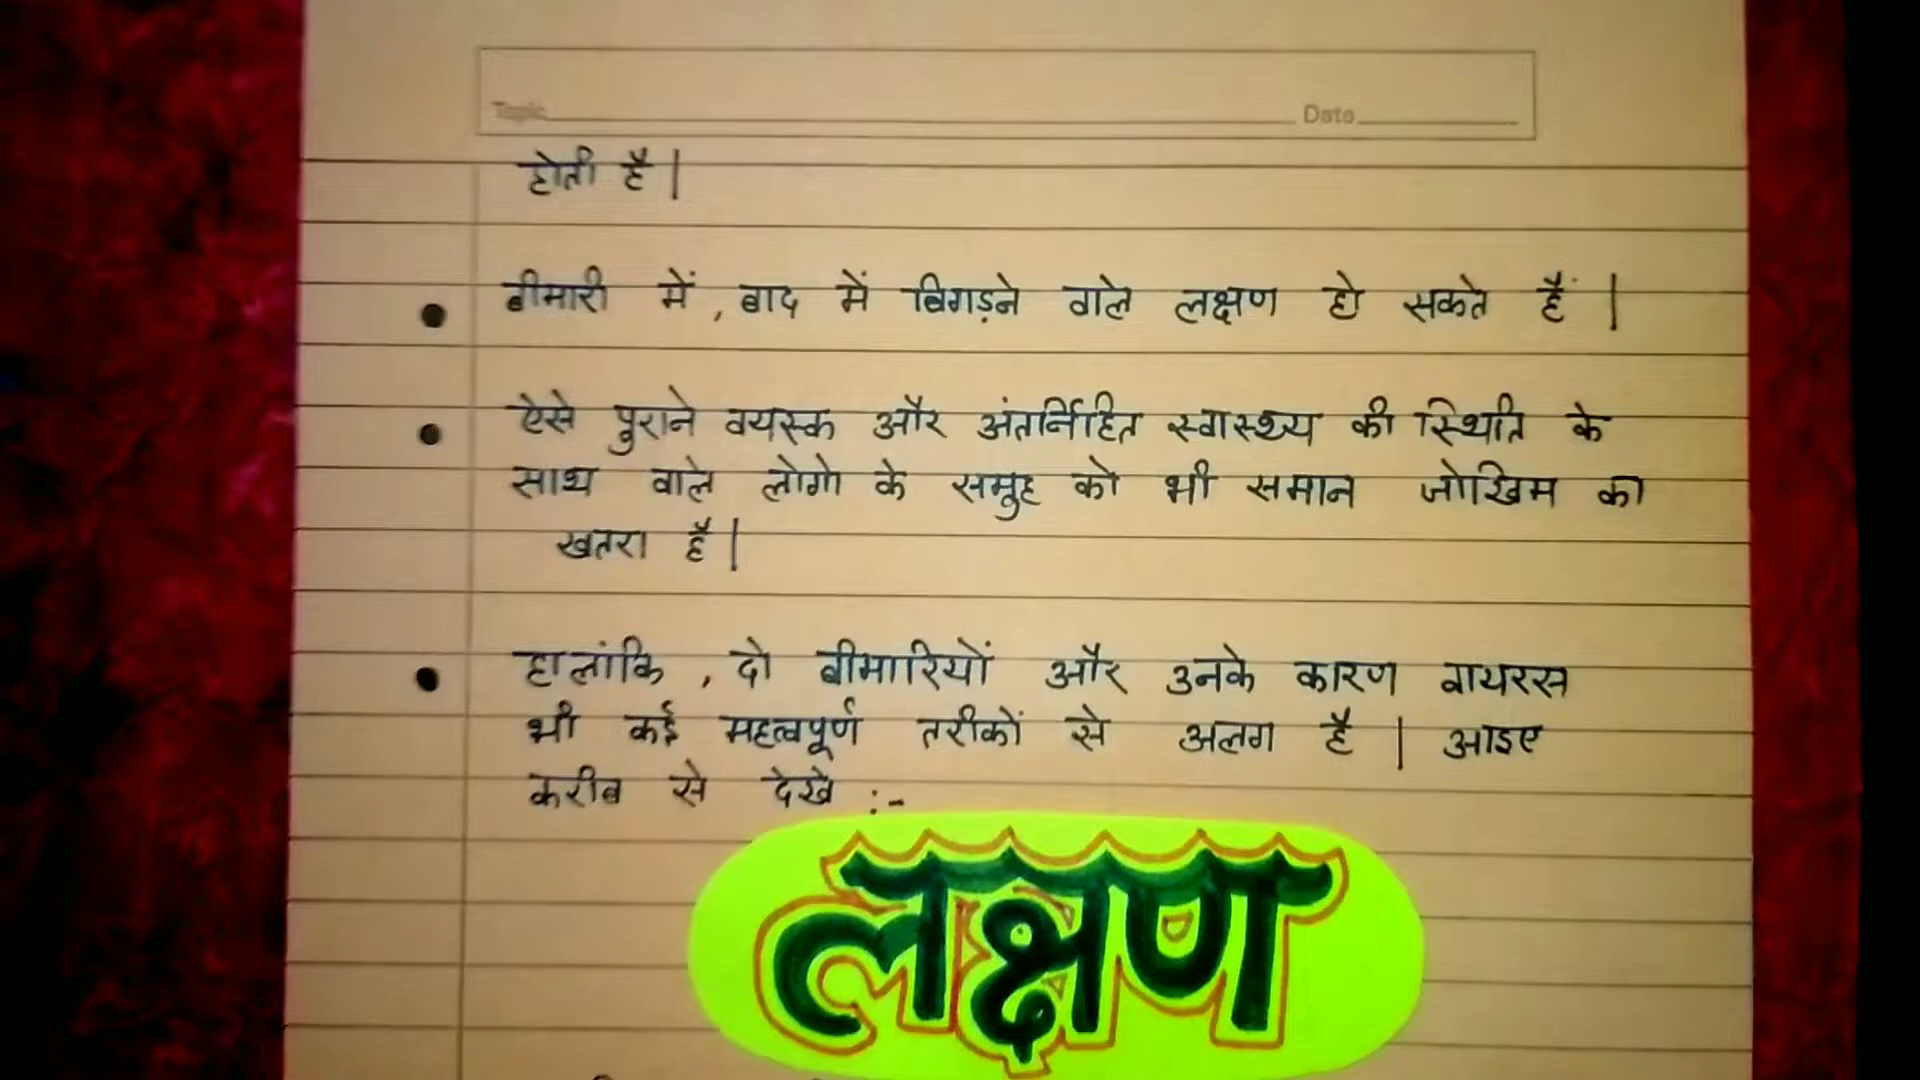 Topic
Date
होती है |
बीमारी में , बाद में बिगड़ने वाले लक्षण हो सकते हैं |
ऐसे पुराने वयस्क और अंतर्निहित स्वास्थ्य की स्थिति के
साथ वाले लोगो के समुह को भी समान जोखिम का
खतरा है |
हालांकि , दो बीमारियों और उनके कारण वायरस
भी कई महत्वपूर्ण तरीकों से अलग है | आइए
करीब से देखे :-
लक्षण